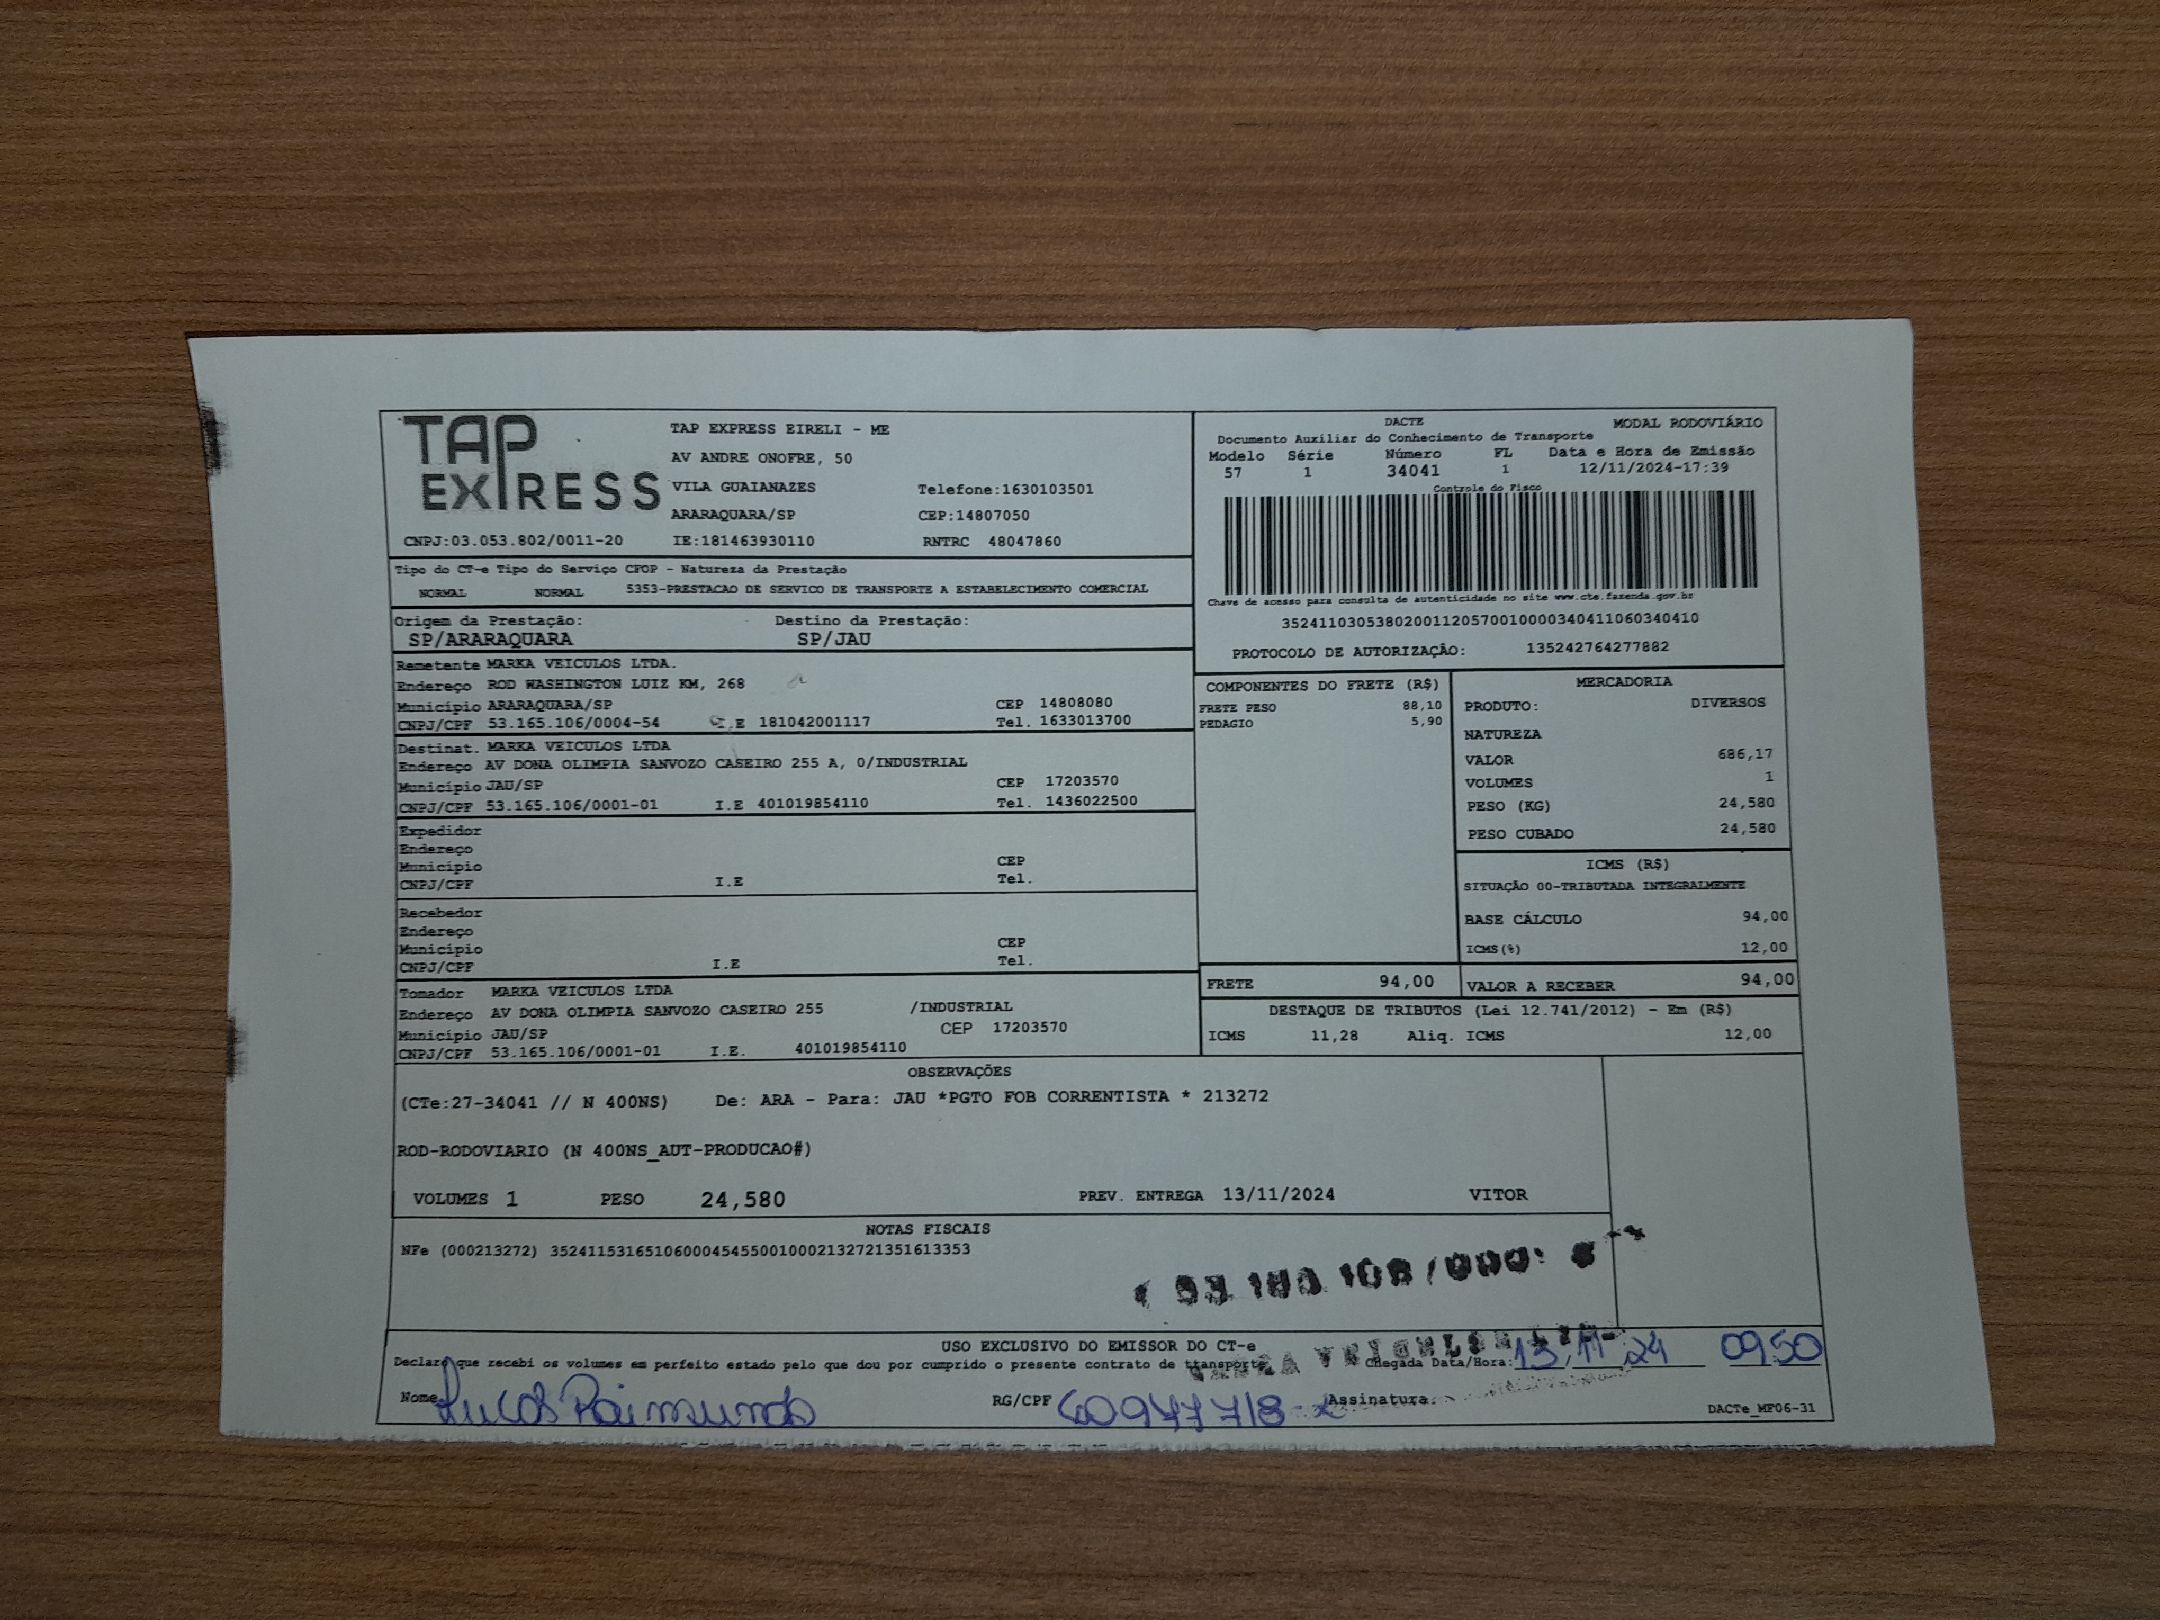 TAP EXPRESS
TAP EXPRESS EIRELI - ME
AV ANDRE ONOFRE, 50
VILA GUAIANAZES Telefone:1630103501
ARARAQUARA/SP CEP:14807050
CNPJ:03.053.802/0011-20 IE:181463930110 RNTRC 48047860
DACTE MODAL RODOVIÁRIO
Documento Auxiliar do Conhecimento de Transporte
Modelo Série Número FL Data e Hora de Emissão
57 1 34041 1 12/11/2024-17:39
Controle do Fisco
Chave de acesso para consulta de autenticidade no site www.cte.fazenda.gov.br
35241103053802001120570010000340411060340410
PROTOCOLO DE AUTORIZAÇÃO: 135242764277882
Tipo do CT-e Tipo do Serviço CFOP - Natureza da Prestação
NORMAL NORMAL 5353-PRESTACAO DE SERVICO DE TRANSPORTE A ESTABELECIMENTO COMERCIAL
Origem da Prestação: Destino da Prestação:
SP/ARARAQUARA SP/JAU
Remetente MARKA VEICULOS LTDA.
Endereço ROD WASHINGTON LUIZ KM, 268
Município ARARAQUARA/SP CEP 14808080
CNPJ/CPF 53.165.106/0004-54 I.E 181042001117 Tel. 1633013700
Destinat. MARKA VEICULOS LTDA
Endereço AV DONA OLIMPIA SANVOZO CASEIRO 255 A, 0/INDUSTRIAL
Município JAU/SP CEP 17203570
CNPJ/CPF 53.165.106/0001-01 I.E 401019854110 Tel. 1436022500
Expedidor
Endereço
Município CEP
CNPJ/CPF I.E Tel.
Recebedor
Endereço
Município CEP
CNPJ/CPF I.E Tel.
Tomador MARKA VEICULOS LTDA
Endereço AV DONA OLIMPIA SANVOZO CASEIRO 255 /INDUSTRIAL
Município JAU/SP CEP 17203570
CNPJ/CPF 53.165.106/0001-01 I.E. 401019854110
COMPONENTES DO FRETE (R$)
FRETE PESO 88,10
PEDAGIO 5,90
MERCADORIA
PRODUTO: DIVERSOS
NATUREZA
VALOR 686,17
VOLUMES 1
PESO (KG) 24,580
PESO CUBADO 24,580
ICMS (R$)
SITUAÇÃO 00-TRIBUTADA INTEGRALMENTE
BASE CÁLCULO 94,00
ICMS(%) 12,00
FRETE 94,00 VALOR A RECEBER 94,00
DESTAQUE DE TRIBUTOS (Lei 12.741/2012) - Em (R$)
ICMS 11,28 Aliq. ICMS 12,00
OBSERVAÇÕES
(CTe:27-34041 // N 400NS) De: ARA - Para: JAU *PGTO FOB CORRENTISTA * 213272
ROD-RODOVIARIO (N 400NS_AUT-PRODUCAO#)
VOLUMES 1 PESO 24,580 PREV. ENTREGA 13/11/2024 VITOR
NOTAS FISCAIS
NFe (000213272) 35241153165106000454550010002132721351613353
USO EXCLUSIVO DO EMISSOR DO CT-e
Declaro que recebi os volumes em perfeito estado pelo que dou por cumprido o presente contrato de transporte Chegada Data/Hora: 13/11/24 0950
Nome Lucas Raimundo RG/CPF Assinatura.
DACTe_MF06-31